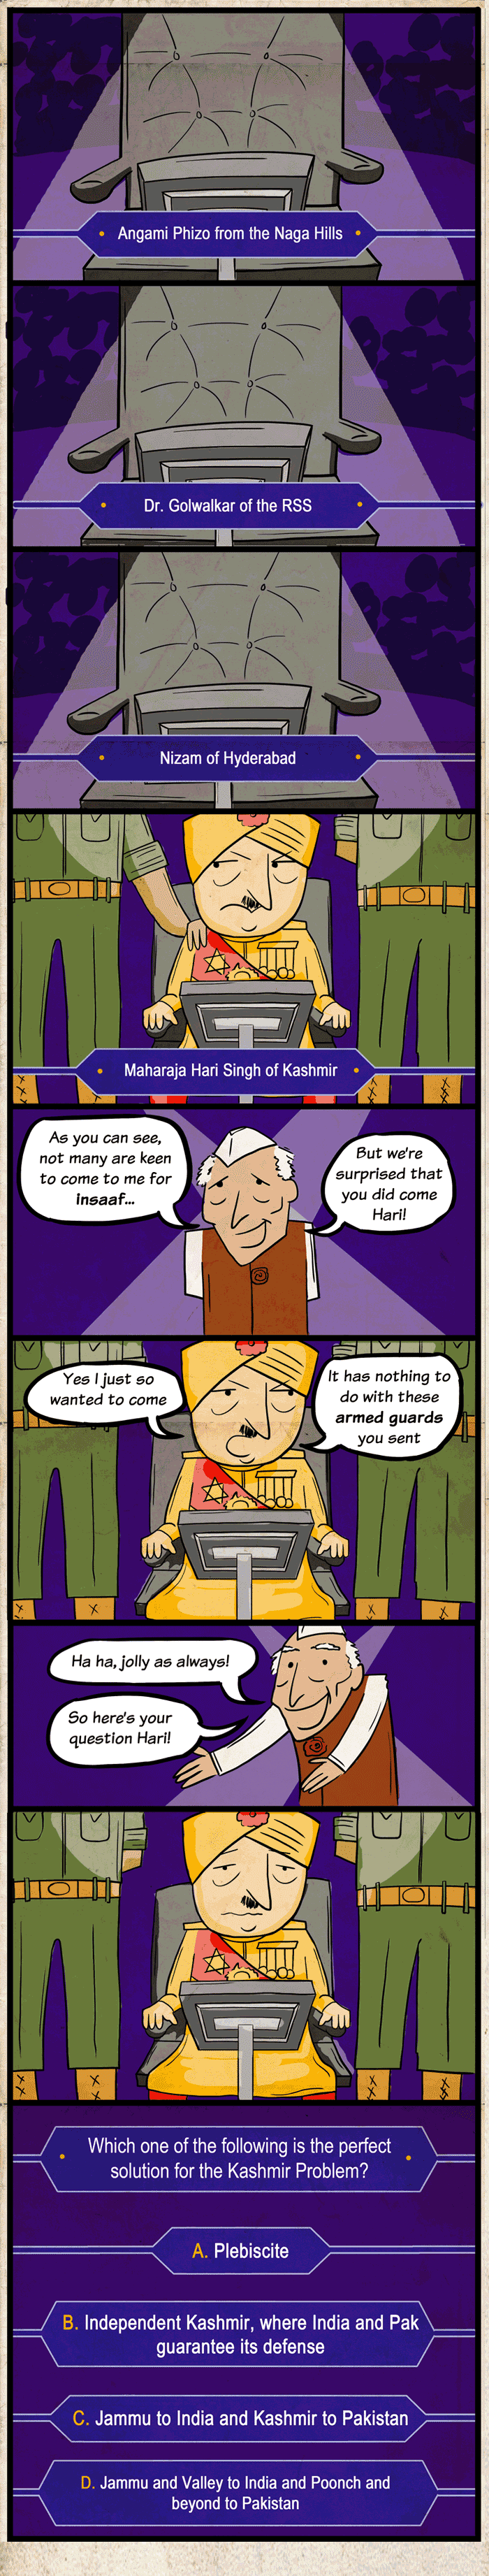 Angami Phizo from the Naga Hills
Dr. Golwalkar of the RSS
Nizam of Hyderabad
Maharaja Hari Singh of Kashmir
As you can see,
not many are keen
to come to me for
insaaf...
But we're
surprised that
you did come
Hari!
Yes I just so
wanted to come
It has nothing to
do with these
armed guards
you sent
Ha ha, jolly as always!
So here's your
question Hari!
Which one of the following is the perfect
solution for the Kashmir Problem?
A. Plebiscite
B. Independent Kashmir, where India and Pak
guarantee its defense
C. Jammu to India and Kashmir to Pakistan
D. Jammu and Valley to India and Poonch and
beyond to Pakistan